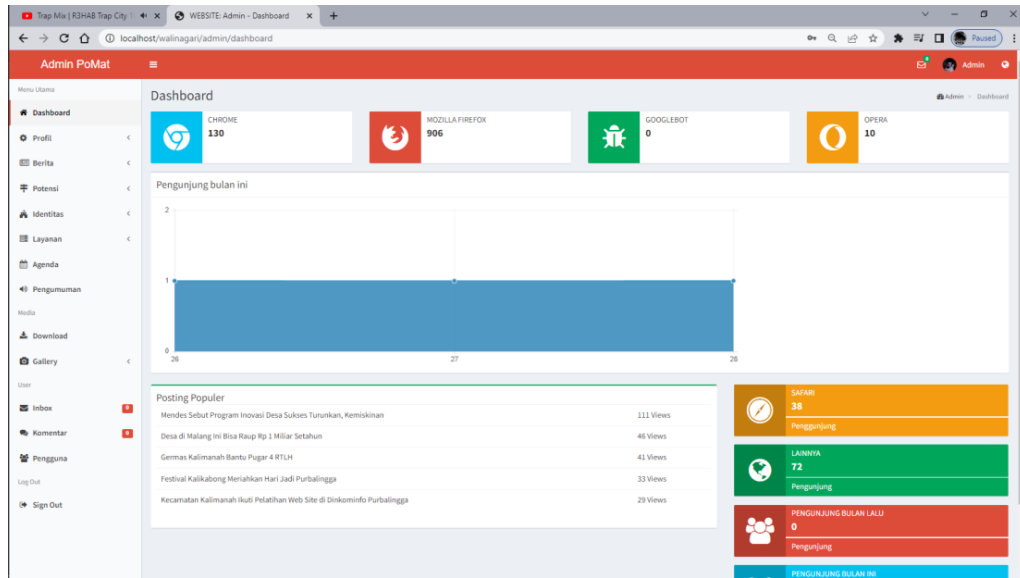 Trap Mix | R3HAB Trap City
WEBSITE: Admin - Dashboard
localhost/walinagari/admin/dashboard
Paused
Admin PoMat
Admin
Menu Utama
Dashboard
Profil
Berita
Potensi
Identitas
Layanan
Agenda
Pengumuman
Media
Download
Gallery
User
Inbox
Komentar
Pengguna
Log Out
Sign Out
Dashboard
Admin
Dashboard
CHROME
130
MOZILLA FIREFOX
906
GOOGLEBOT
0
OPERA
10
Pengunjung bulan ini
2
1
0
26 27 28
Posting Populer
Mendes Sebut Program Inovasi Desa Sukses Turunkan, Kemiskinan 111 Views
Desa di Malang Ini Bisa Raup Rp 1 Miliar Setahun 46 Views
Germas Kalimanah Bantu Pugar 4 RTLH 41 Views
Festival Kalikabong Meriahkan Hari Jadi Purbalingga 33 Views
Kecamatan Kalimanah Ikuti Pelatihan Web Site di Dinkominfo Purbalingga 29 Views
SAFARI
38
Penggunjung
LAINNYA
72
Pengunjung
PENGUNJUNG BULAN LALU
0
Pengunjung
PENGUNJUNG BULAN INI